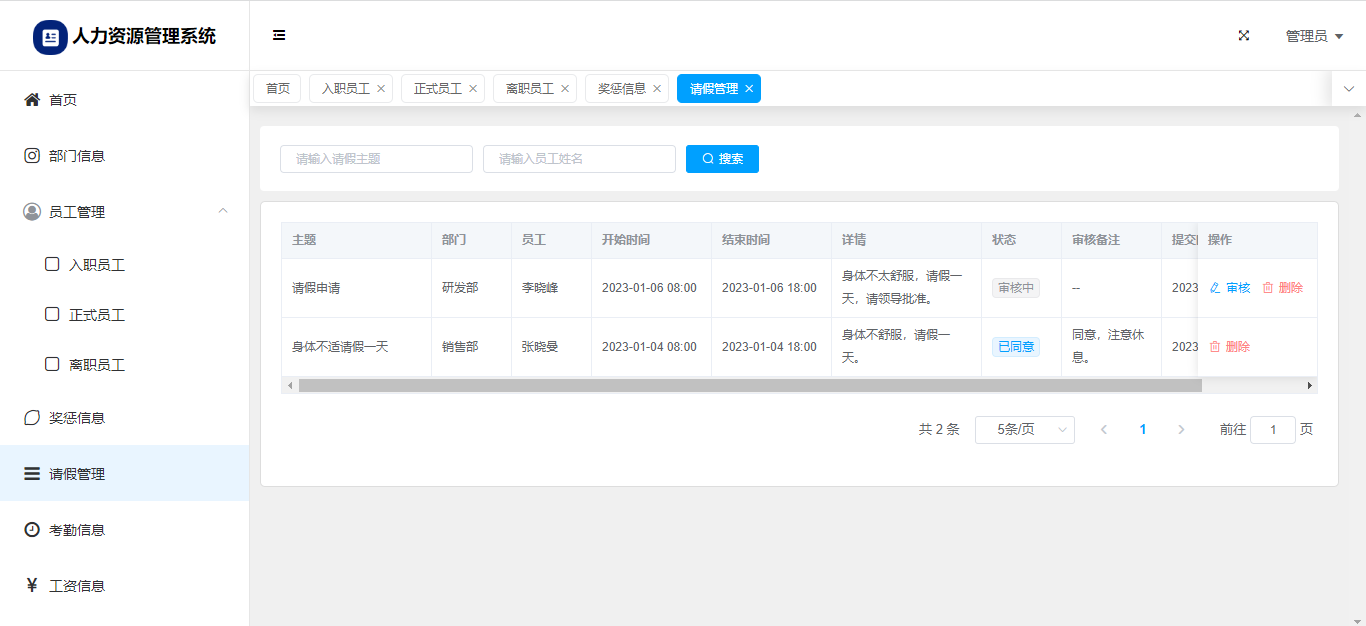 人力资源管理系统
管理员
首页
部门信息
员工管理
入职员工
正式员工
离职员工
奖惩信息
请假管理
考勤信息
¥ 工资信息
首页 入职员工 正式员工 离职员工 奖惩信息 请假管理
请输入请假主题 请输入员工姓名 搜索
主题 部门 员工 开始时间 结束时间 详情 状态 审核备注 提交 操作
请假申请 研发部 李晓峰 2023-01-06 08:00 2023-01-06 18:00 身体不太舒服，请假一
天，请领导批准。 审核中 -- 2023 审核 删除
身体不适请假一天 销售部 张晓曼 2023-01-04 08:00 2023-01-04 18:00 身体不舒服，请假一
天。 已同意 同意，注意休
息。 2023 删除
共 2 条 5条/页 1 前往 1 页